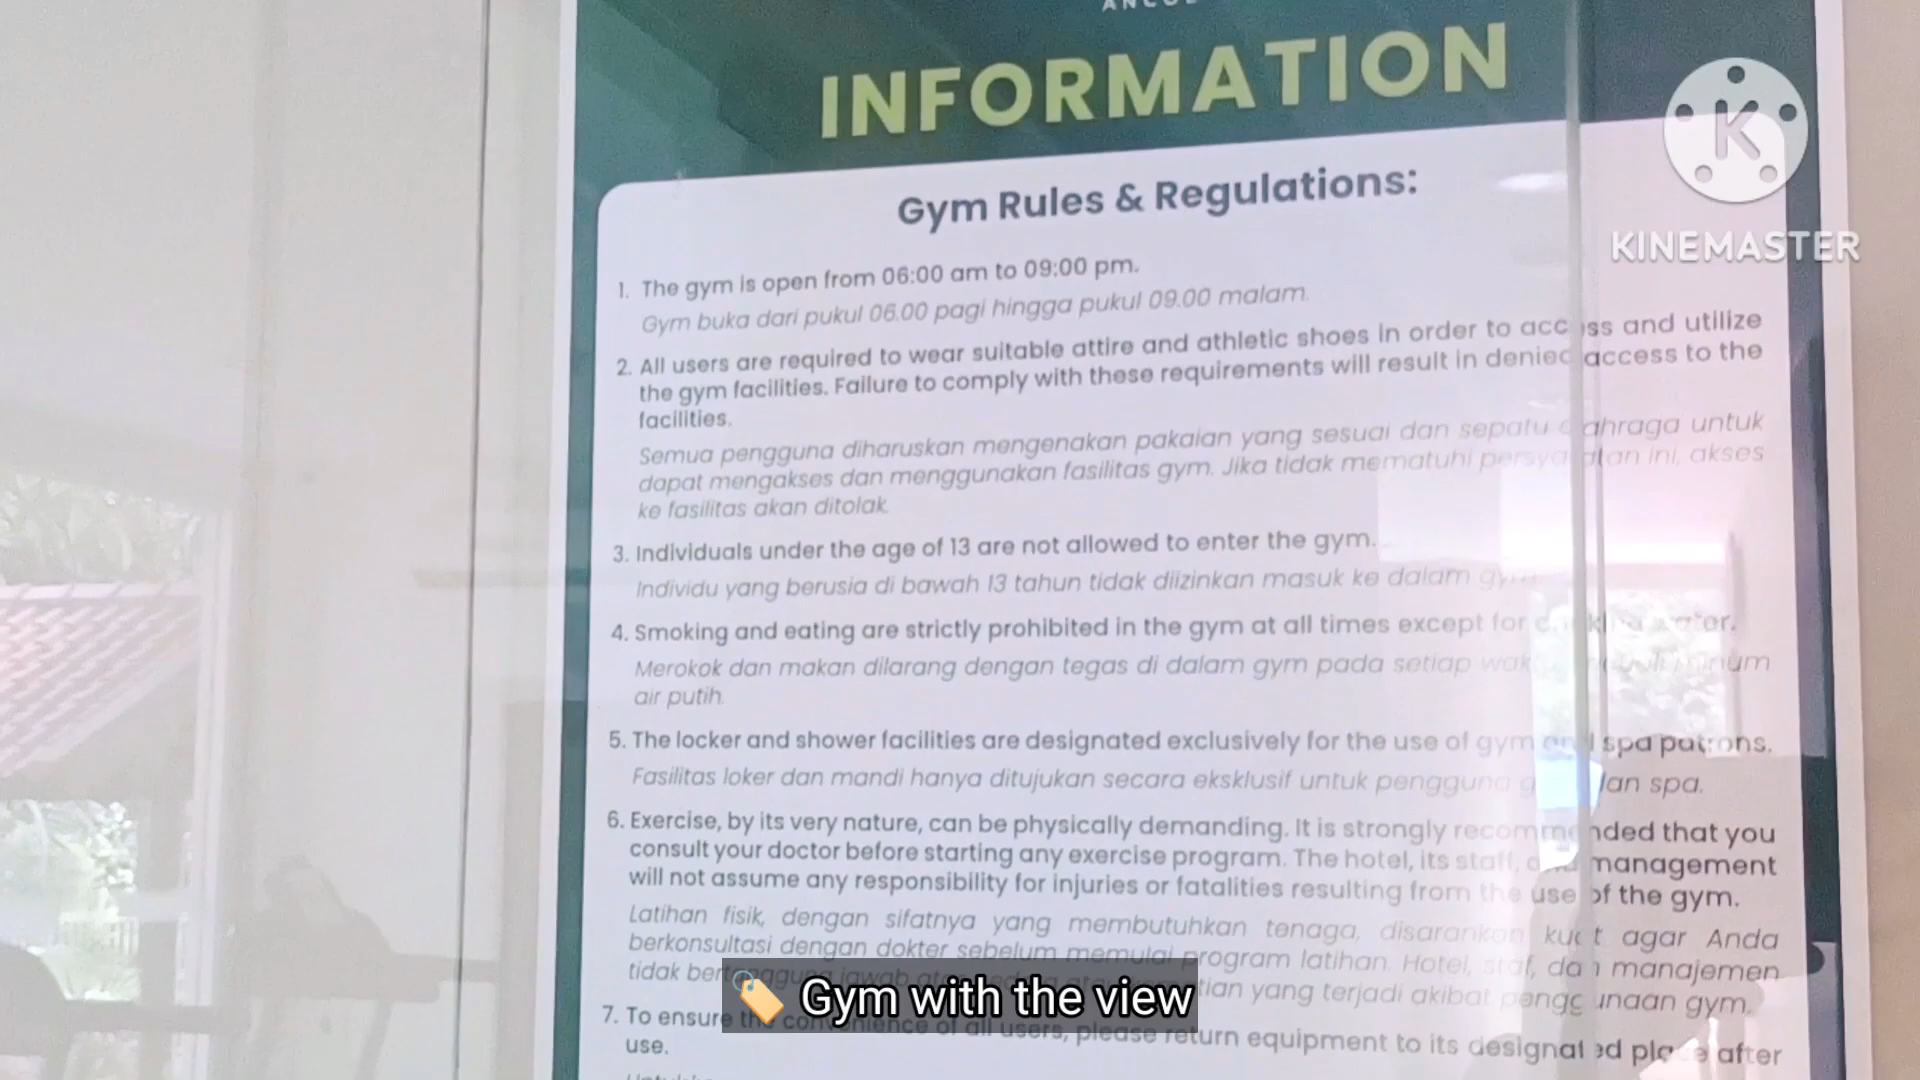 ANCOL
INFORMATION
KINEMASTER
Gym Rules & Regulations:
1. The gym is open from 06:00 am to 09:00 pm.
Gym buka dari pukul 06.00 pagi hingga pukul 09.00 malam.
2. All users are required to wear suitable attire and athletic shoes in order to access and utilize
the gym facilities. Failure to comply with these requirements will result in denied access to the
facilities.
Semua pengguna diharuskan mengenakan pakaian yang sesuai dan sepatu olahraga untuk
dapat mengakses dan menggunakan fasilitas gym. Jika tidak mematuhi persyaratan ini, akses
ke fasilitas akan ditolak.
3. Individuals under the age of 13 are not allowed to enter the gym.
Individu yang berusia di bawah 13 tahun tidak diizinkan masuk ke dalam gym
4. Smoking and eating are strictly prohibited in the gym at all times except for drinking water.
Merokok dan makan dilarang dengan tegas di dalam gym pada setiap minum
air putih.
5. The locker and shower facilities are designated exclusively for the use of gym and spa patrons.
Fasilitas loker dan mandi hanya ditujukan secara eksklusif untuk pengguna dan spa.
6. Exercise, by its very nature, can be physically demanding. It is strongly recommended that you
consult your doctor before starting any exercise program. The hotel, its staff, and management
will not assume any responsibility for injuries or fatalities resulting from the use of the gym.
Latihan fisik, dengan sifatnya yang membutuhkan tenaga, disarankan kuat agar Anda
berkonsultasi dengan dokter sebelum memulai program latihan. Hotel, staf, dan manajemen
tidak yang terjadi akibat penggunaan gym.
7. To ensure the convenience of all users, please return equipment to its designated place after
use.
Gym with the view